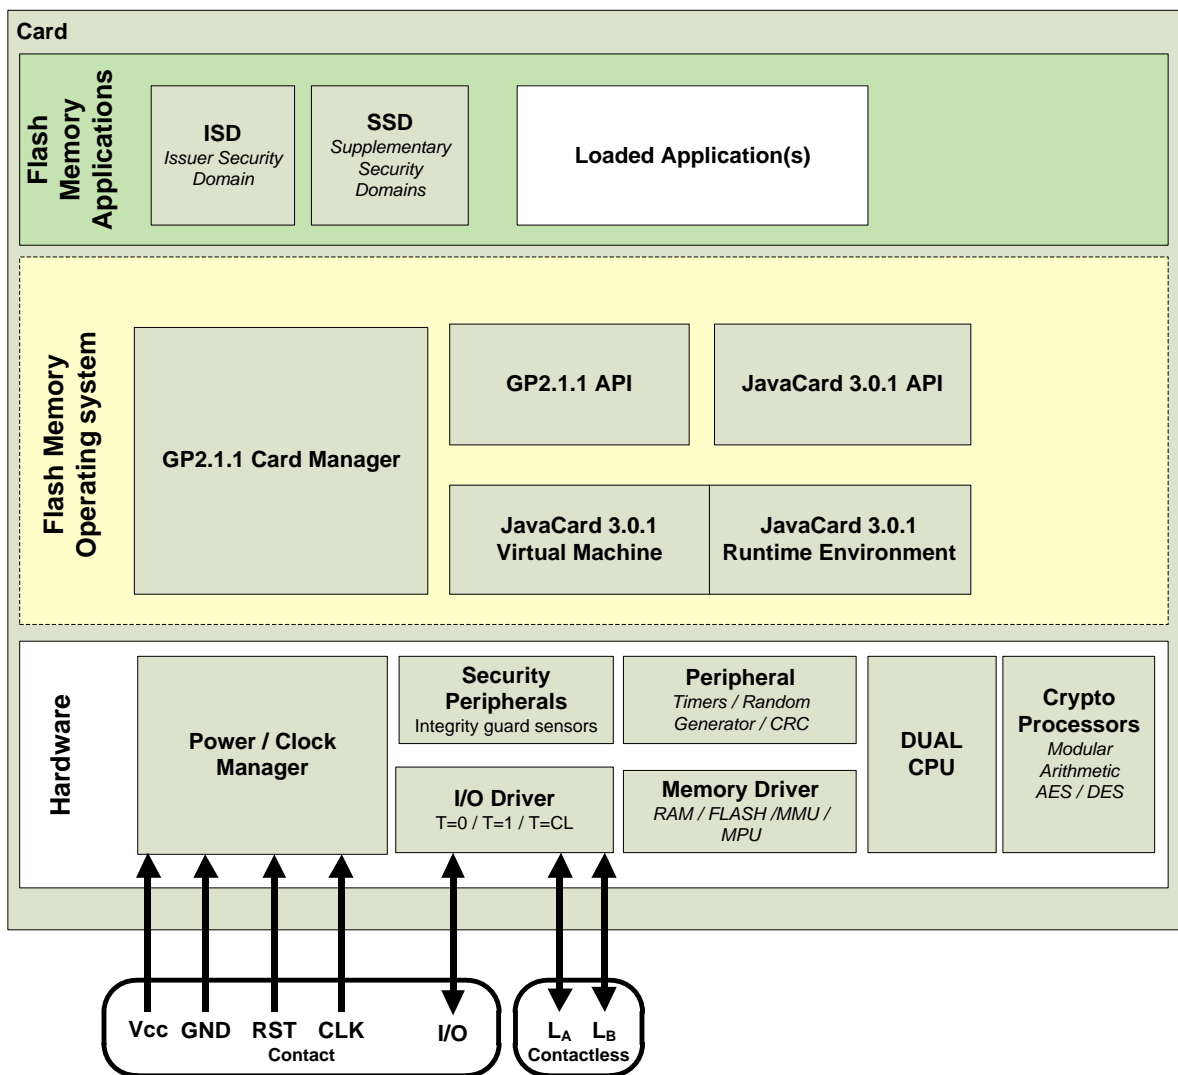 Card
Flash
Memory
Applications
ISD
Issuer Security
Domain
SSD
Supplementary
Security
Domains
Loaded Application(s)
Flash Memory
Operating system
GP2.1.1 Card Manager
GP2.1.1 API
JavaCard 3.0.1 API
JavaCard 3.0.1
Virtual Machine
JavaCard 3.0.1
Runtime Environment
Hardware
Power / Clock
Manager
Security
Peripherals
Integrity guard sensors
Peripheral
Timers / Random
Generator / CRC
I/O Driver
T=0 / T=1 / T=CL
Memory Driver
RAM / FLASH /MMU /
MPU
DUAL
CPU
Crypto
Processors
Modular
Arithmetic
AES / DES
Vcc GND RST CLK I/O
Contact
LA LB
Contactless